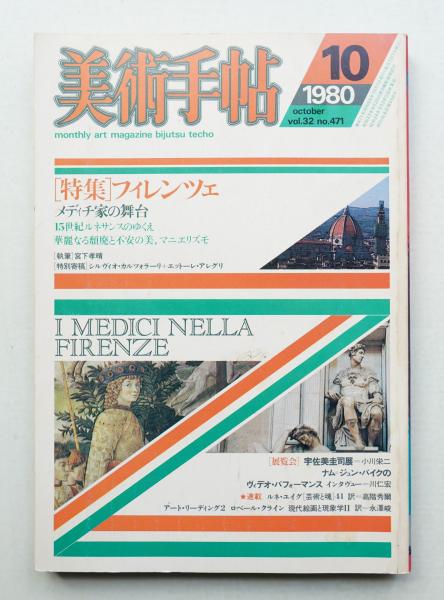 美術手帖
monthly art magazine bijutsu techo
10
1980
october
vol.32 no.471
[特集]フィレンツェ
メディチ家の舞台
15世紀ルネサンスのゆくえ
華麗なる頽廃と不安の美,マニエリズモ
[執筆]宮下孝晴
[特別寄稿]シルヴィオ・カルツォラーリ+エットーレ・アレグリ
I MEDICI NELLA
FIRENZE
[展覧会] 宇佐美圭司展―小川栄二
ナム・ジュン・パイクの
ヴィデオ・パフォーマンス インタヴュー―川仁宏
★連載 ルネ・ユイグ[芸術と魂]41 訳―高階秀爾
アート・リーディング2 ロベール・クライン 現代絵画と現象学II 訳―永澤峻